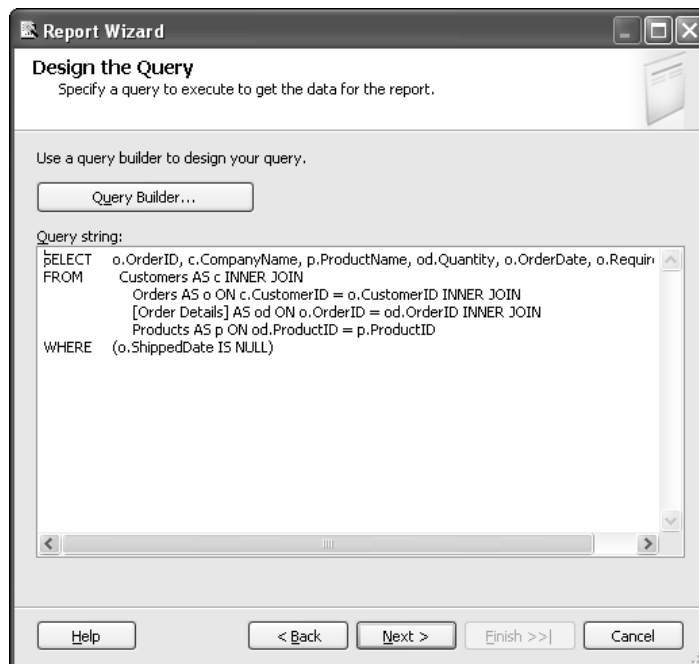 Report Wizard
Design the Query
Specify a query to execute to get the data for the report.
Use a query builder to design your query.
Query Builder...
Query string:
SELECT o.OrderID, c.CompanyName, p.ProductName, od.Quantity, o.OrderDate, o.Requir
FROM Customers AS c INNER JOIN
Orders AS o ON c.CustomerID = o.CustomerID INNER JOIN
[Order Details] AS od ON o.OrderID = od.OrderID INNER JOIN
Products AS p ON od.ProductID = p.ProductID
WHERE (o.ShippedDate IS NULL)
Help < Back Next > Finish >>| Cancel